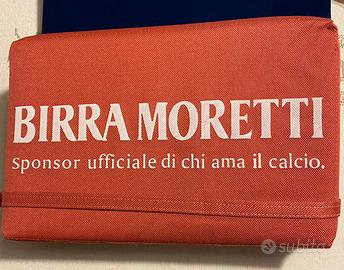 BIRRA MORETTI
Sponsor ufficiale di chi ama il calcio.
subito